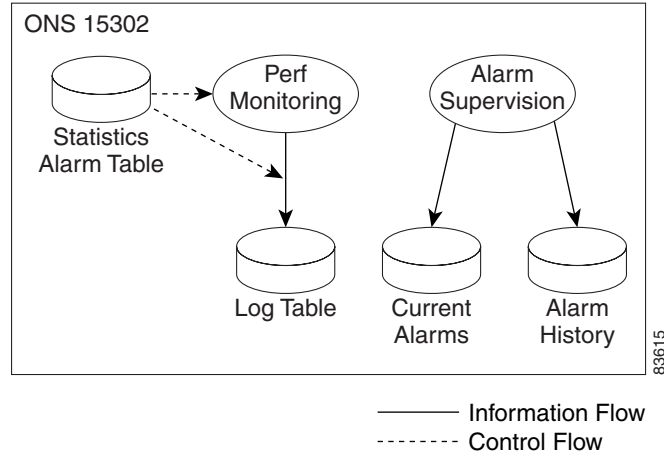 ONS 15302
Perf
Monitoring
Alarm
Supervision
Statistics
Alarm Table
Log Table
Current
Alarms
Alarm
History
83615
Information Flow
Control Flow